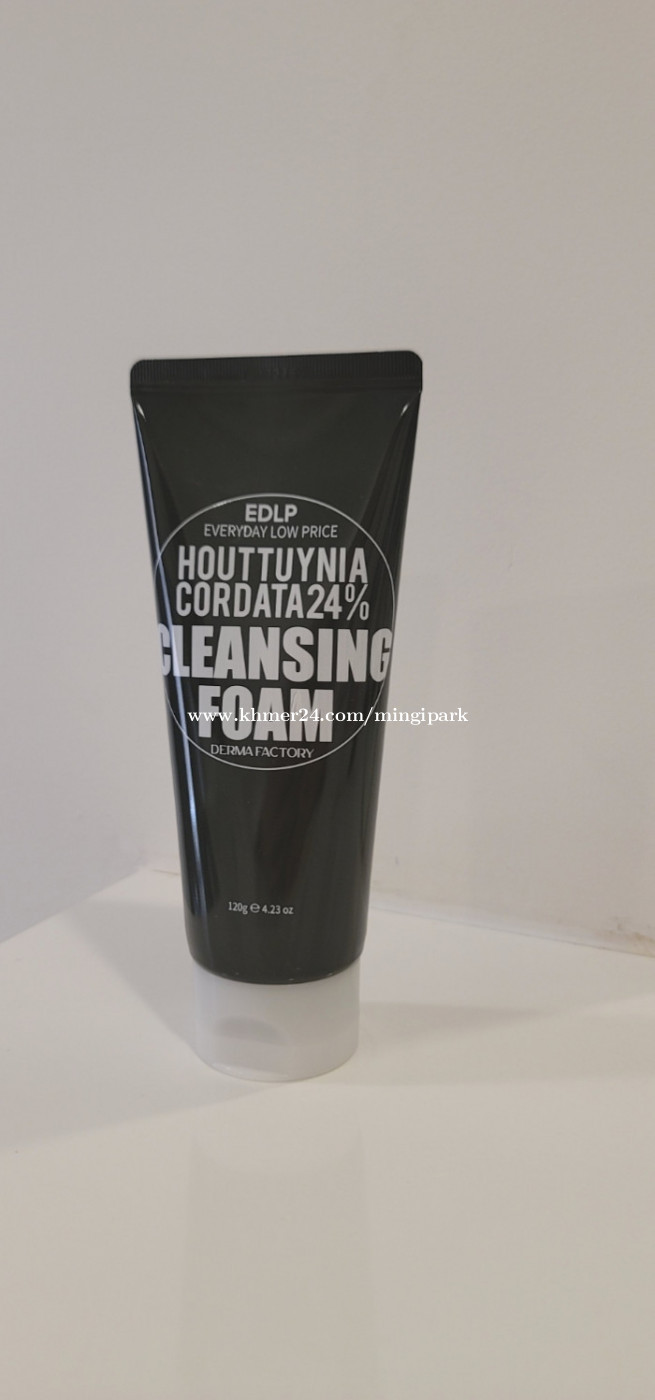 EDLP
EVERYDAY LOW PRICE
HOUTTUYNIA
CORDATA24%
CLEANSING
FOAM
www.khmer24.com/mingipark
DERMA FACTORY
120g ℮ 4.23 oz